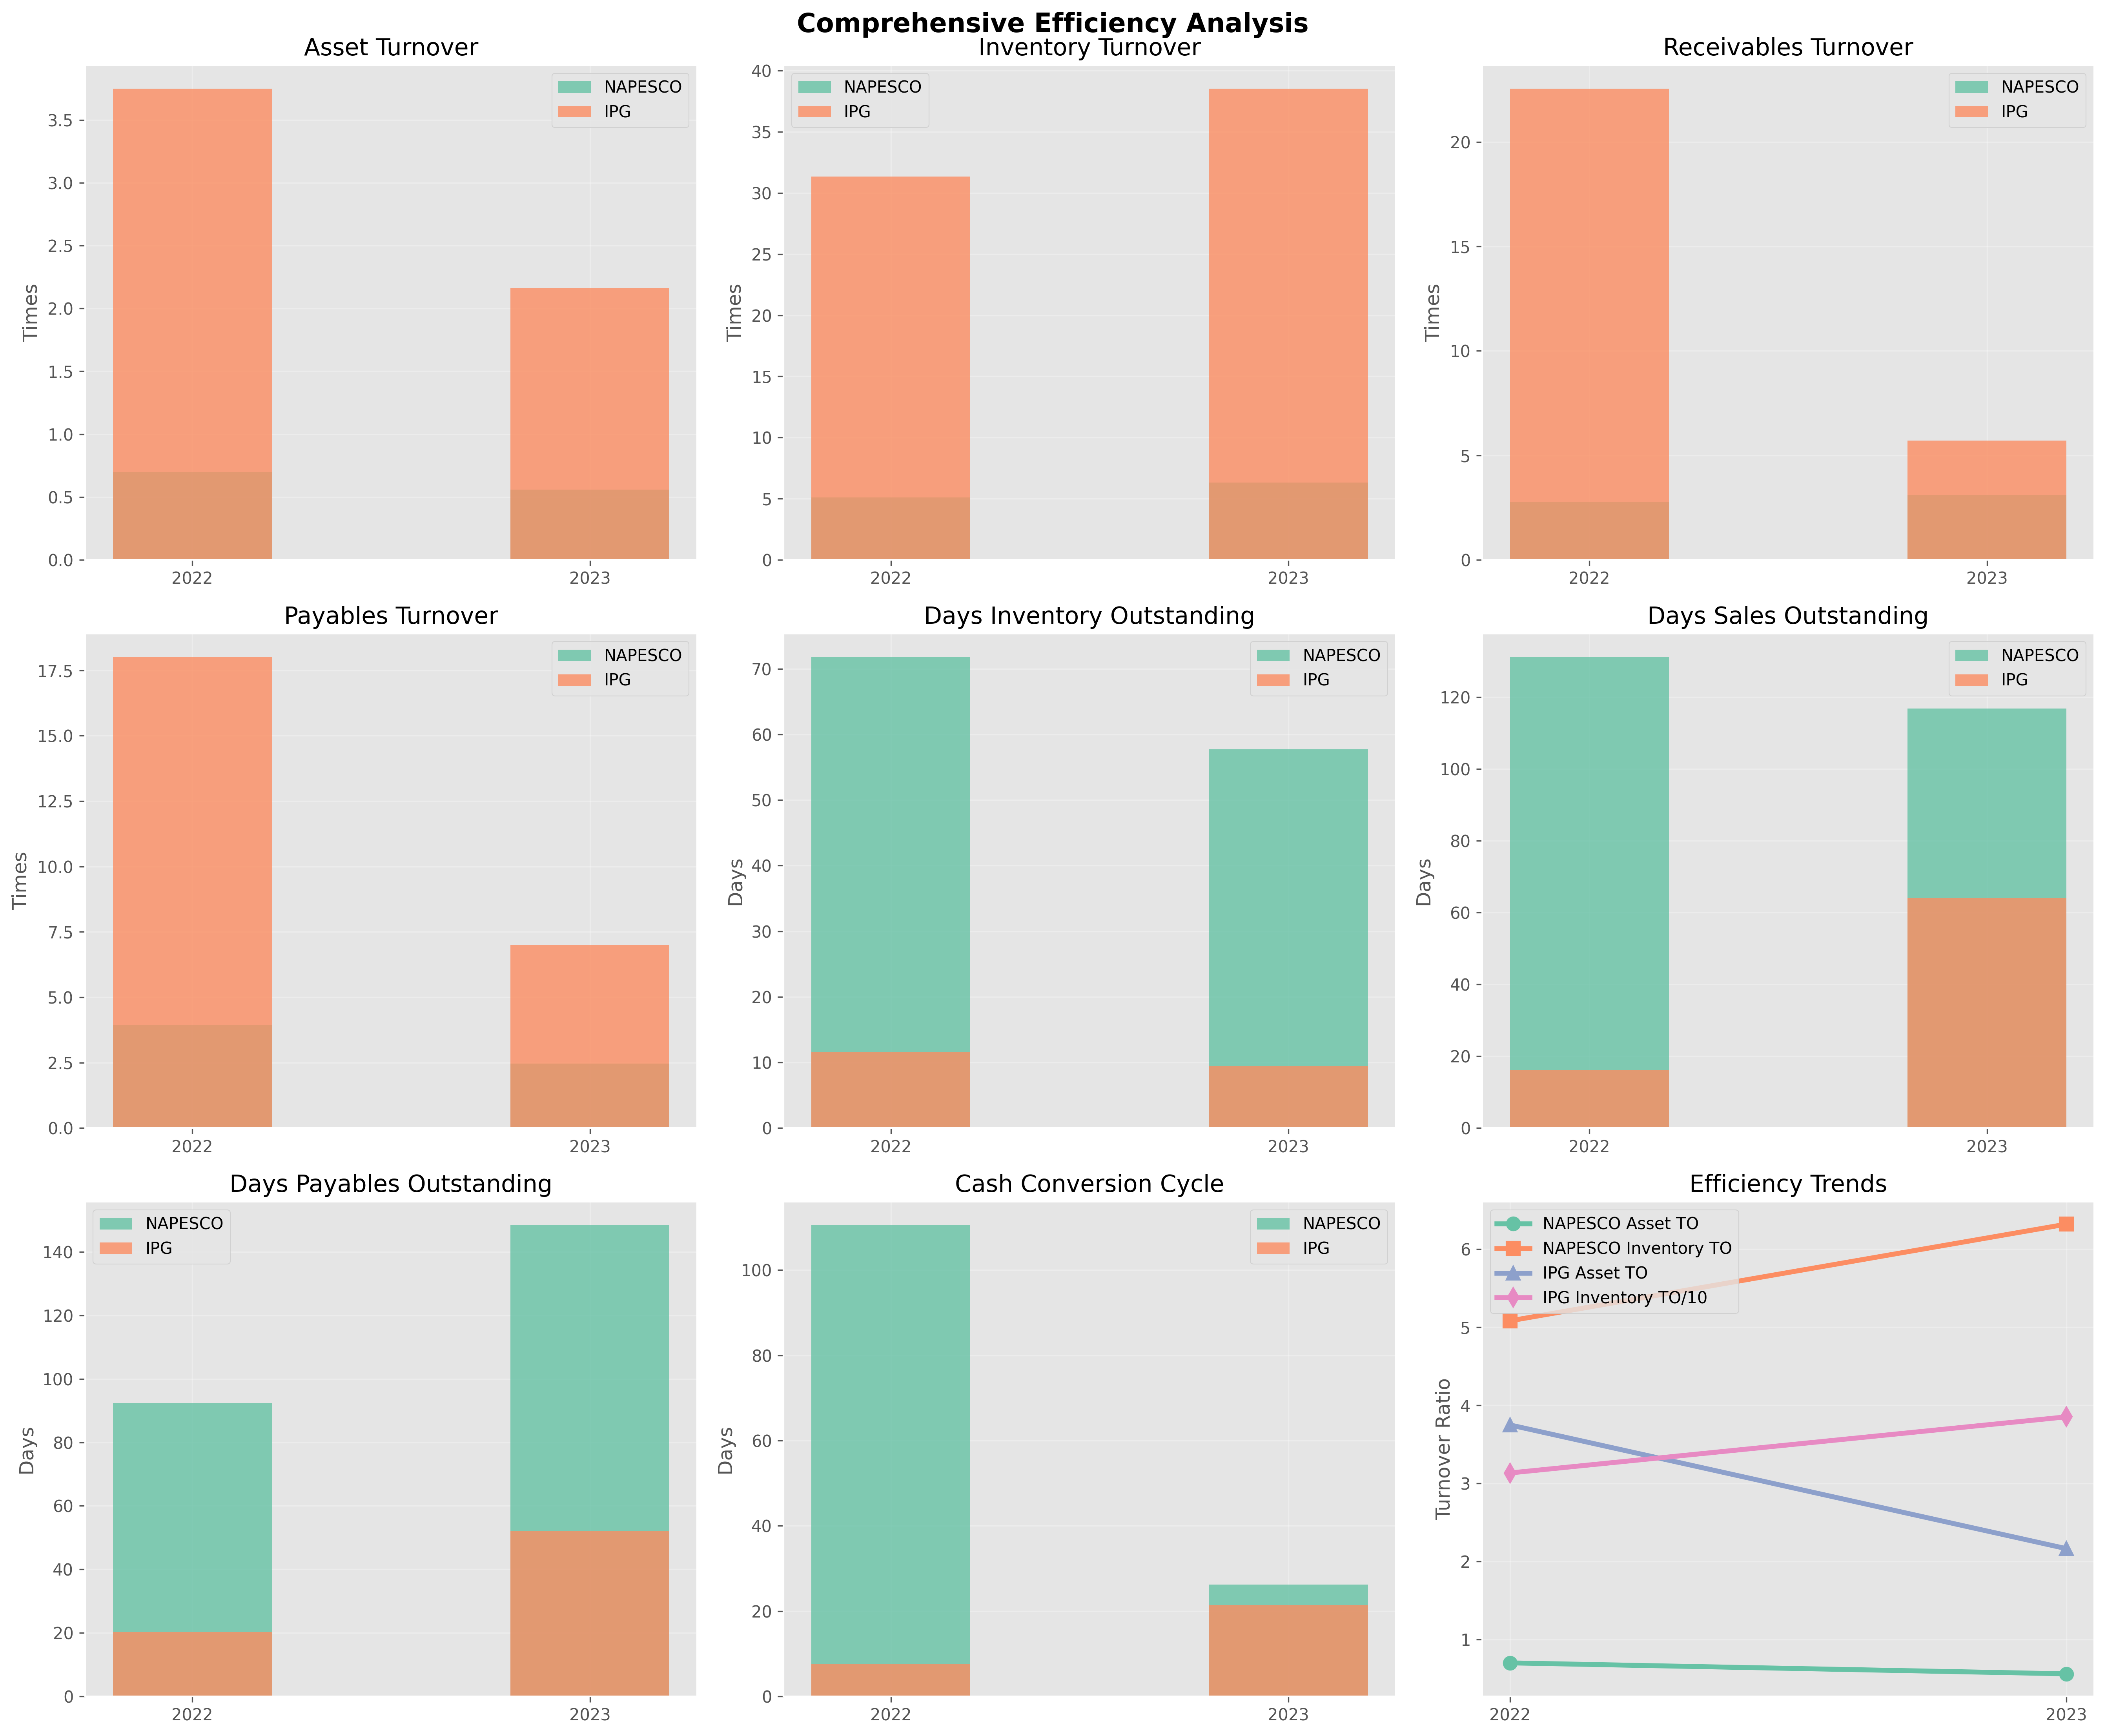 Comprehensive Efficiency Analysis
Asset Turnover
Times
3.5
3.0
2.5
2.0
1.5
1.0
0.5
0.0
2022
2023
NAPESCO
IPG
Inventory Turnover
Times
40
35
30
25
20
15
10
5
0
2022
2023
NAPESCO
IPG
Receivables Turnover
Times
20
15
10
5
0
2022
2023
NAPESCO
IPG
Payables Turnover
Times
17.5
15.0
12.5
10.0
7.5
5.0
2.5
0.0
2022
2023
NAPESCO
IPG
Days Inventory Outstanding
Days
70
60
50
40
30
20
10
0
2022
2023
NAPESCO
IPG
Days Sales Outstanding
Days
120
100
80
60
40
20
0
2022
2023
NAPESCO
IPG
Days Payables Outstanding
Days
140
120
100
80
60
40
20
0
2022
2023
NAPESCO
IPG
Cash Conversion Cycle
Days
100
80
60
40
20
0
2022
2023
NAPESCO
IPG
Efficiency Trends
Turnover Ratio
6
5
4
3
2
1
2022
2023
NAPESCO Asset TO
NAPESCO Inventory TO
IPG Asset TO
IPG Inventory TO/10